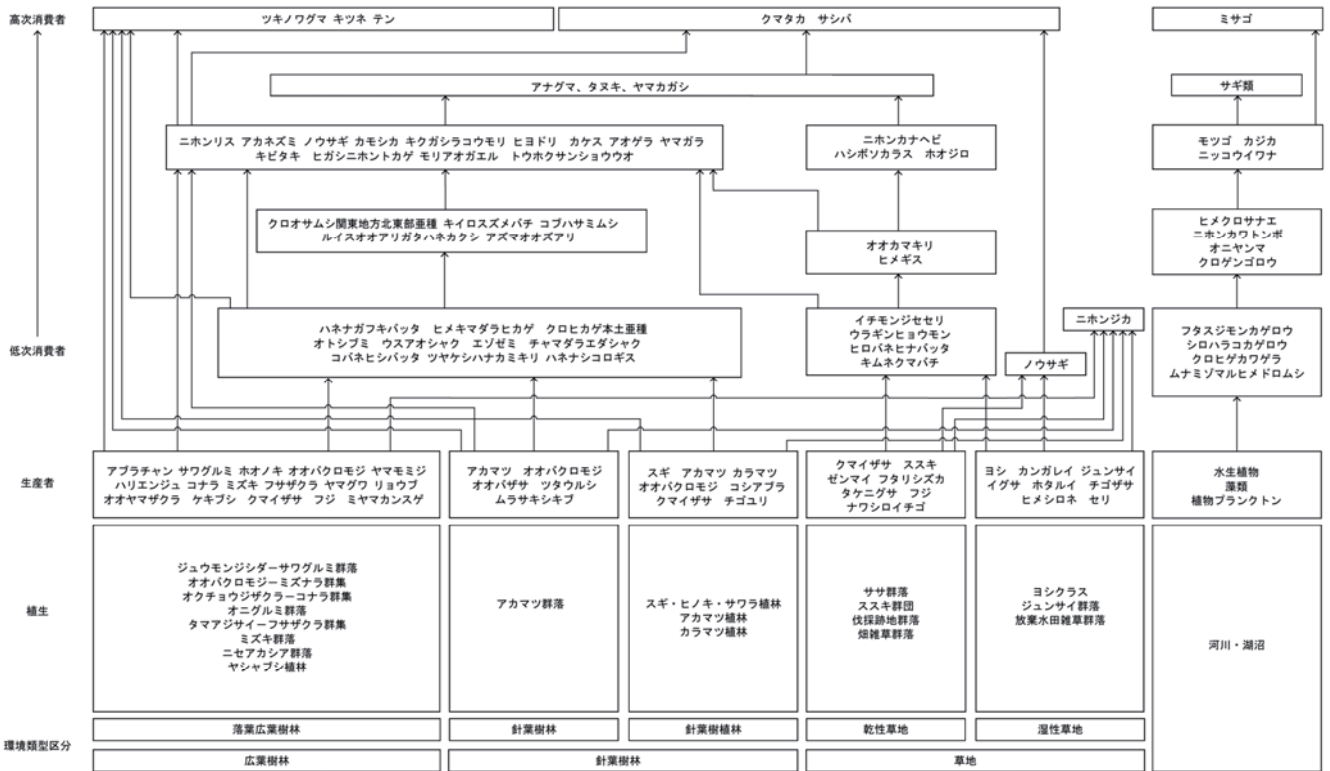 高次消費者
ツキノワグマ キツネ テン
クマタカ サシバ
ミサゴ
アナグマ、タヌキ、ヤマカガシ
サギ類
ニホンリス アカネズミ ノウサギ カモシカ キクガシラコウモリ ヒヨドリ カケス アオゲラ ヤマガラ
キビタキ ヒガシニホントカゲ モリアオガエル トウホクサンショウウオ
ニホンカナヘビ
ハシボソカラス ホオジロ
モツゴ カジカ
ニッコウイワナ
クロオサムシ関東地方北東部亜種 キイロスズメバチ コブハサミムシ
ルイスオオアリガタハネカクシ アズマオオズアリ
オオカマキリ
ヒメギス
ヒメクロサナエ
ニホンカワトンボ
オニヤンマ
クロゲンゴロウ
低次消費者
ハネナガフキバッタ ヒメキマダラヒカゲ クロヒカゲ本土亜種
オトシブミ ウスアオシャク エゾゼミ チャマダラエダシャク
コバネヒシバッタ ツヤケシハナカミキリ ハネナシコロギス
イチモンジセセリ
ウラギンヒョウモン
ヒロバネヒナバッタ
キムネクマバチ
ノウサギ
ニホンジカ
フタスジモンカゲロウ
シロハラコカゲロウ
クロヒゲカワゲラ
ムナミゾマルヒメドロムシ
生産者
アブラチャン サワグルミ ホオノキ オオバクロモジ ヤマモミジ
ハリエンジュ コナラ ミズキ フサザクラ ヤマグワ リョウブ
オオヤマザクラ ケキブシ クマイザサ フジ ミヤマカンスゲ
アカマツ オオバクロモジ
オオバザサ ツタウルシ
ムラサキシキブ
スギ アカマツ カラマツ
オオバクロモジ コシアブラ
クマイザサ チゴユリ
クマイザサ ススキ
ゼンマイ フタリシズカ
タケニグサ フジ
ナワシロイチゴ
ヨシ カンガレイ ジュンサイ
イグサ ホタルイ チゴザサ
ヒメシロネ セリ
水生植物
藻類
植物プランクトン
植生
ジュウモンジシダーサワグルミ群落
オオバクロモジーミズナラ群集
オクチョウジザクラーコナラ群集
オニグルミ群落
タマアジサイーフサザクラ群集
ミズキ群落
ニセアカシア群落
ヤシャブシ植林
アカマツ群落
スギ・ヒノキ・サワラ植林
アカマツ植林
カラマツ植林
ササ群落
ススキ群団
伐採跡地群落
畑雑草群落
ヨシクラス
ジュンサイ群落
放棄水田雑草群落
河川・湖沼
環境類型区分
落葉広葉樹林
針葉樹林
針葉樹植林
乾性草地
湿性草地
広葉樹林
針葉樹林
草地